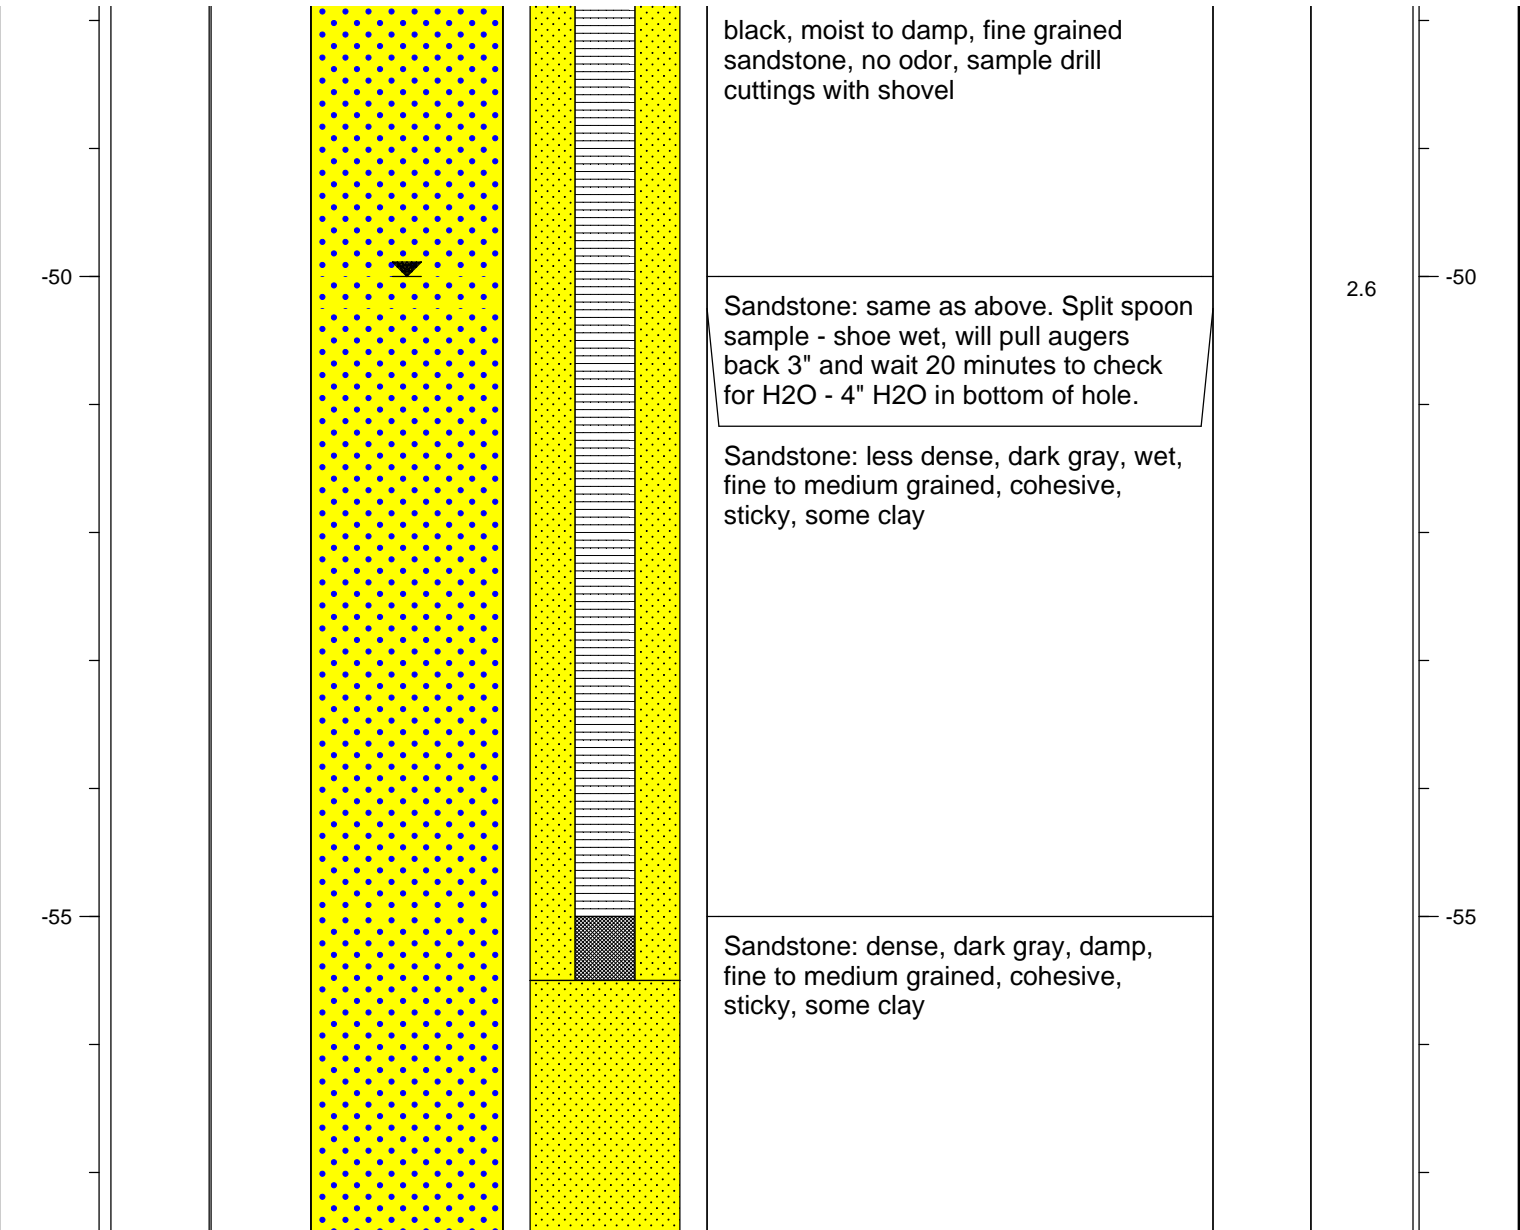 black, moist to damp, fine grained
sandstone, no odor, sample drill
cuttings with shovel
-50
-50
2.6
Sandstone: same as above. Split spoon
sample - shoe wet, will pull augers
back 3" and wait 20 minutes to check
for H2O - 4" H2O in bottom of hole.
Sandstone: less dense, dark gray, wet,
fine to medium grained, cohesive,
sticky, some clay
-55
-55
Sandstone: dense, dark gray, damp,
fine to medium grained, cohesive,
sticky, some clay